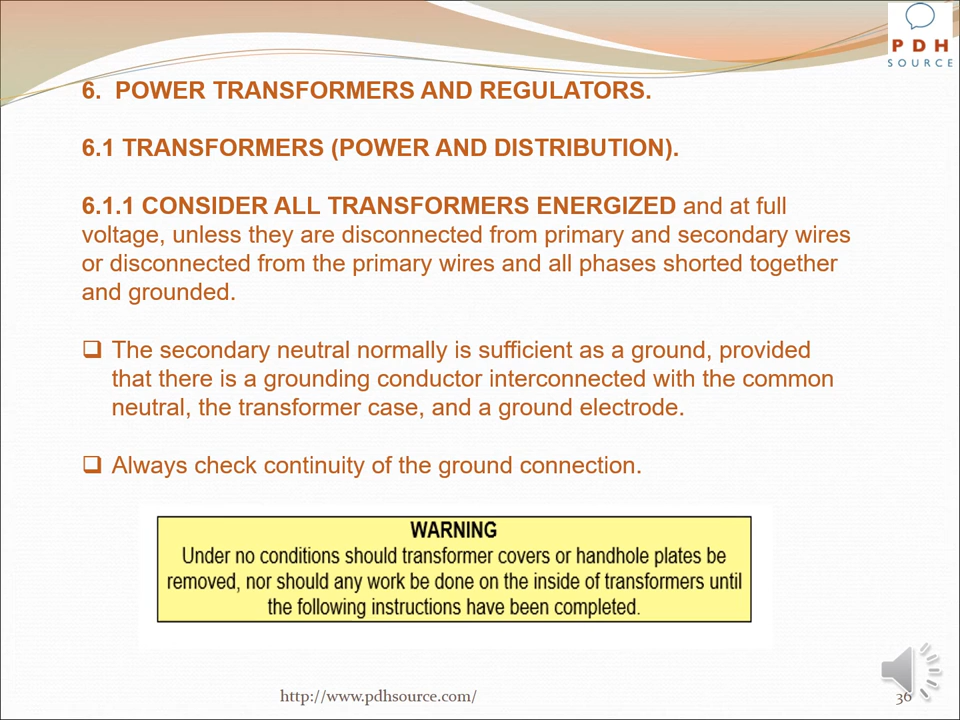 PDH
SOURCE
6. POWER TRANSFORMERS AND REGULATORS.
6.1 TRANSFORMERS (POWER AND DISTRIBUTION).
6.1.1 CONSIDER ALL TRANSFORMERS ENERGIZED and at full
voltage, unless they are disconnected from primary and secondary wires
or disconnected from the primary wires and all phases shorted together
and grounded.
❑ The secondary neutral normally is sufficient as a ground, provided
that there is a grounding conductor interconnected with the common
neutral, the transformer case, and a ground electrode.
❑ Always check continuity of the ground connection.
WARNING
Under no conditions should transformer covers or handhole plates be
removed, nor should any work be done on the inside of transformers until
the following instructions have been completed.
http://www.pdhsource.com/
36